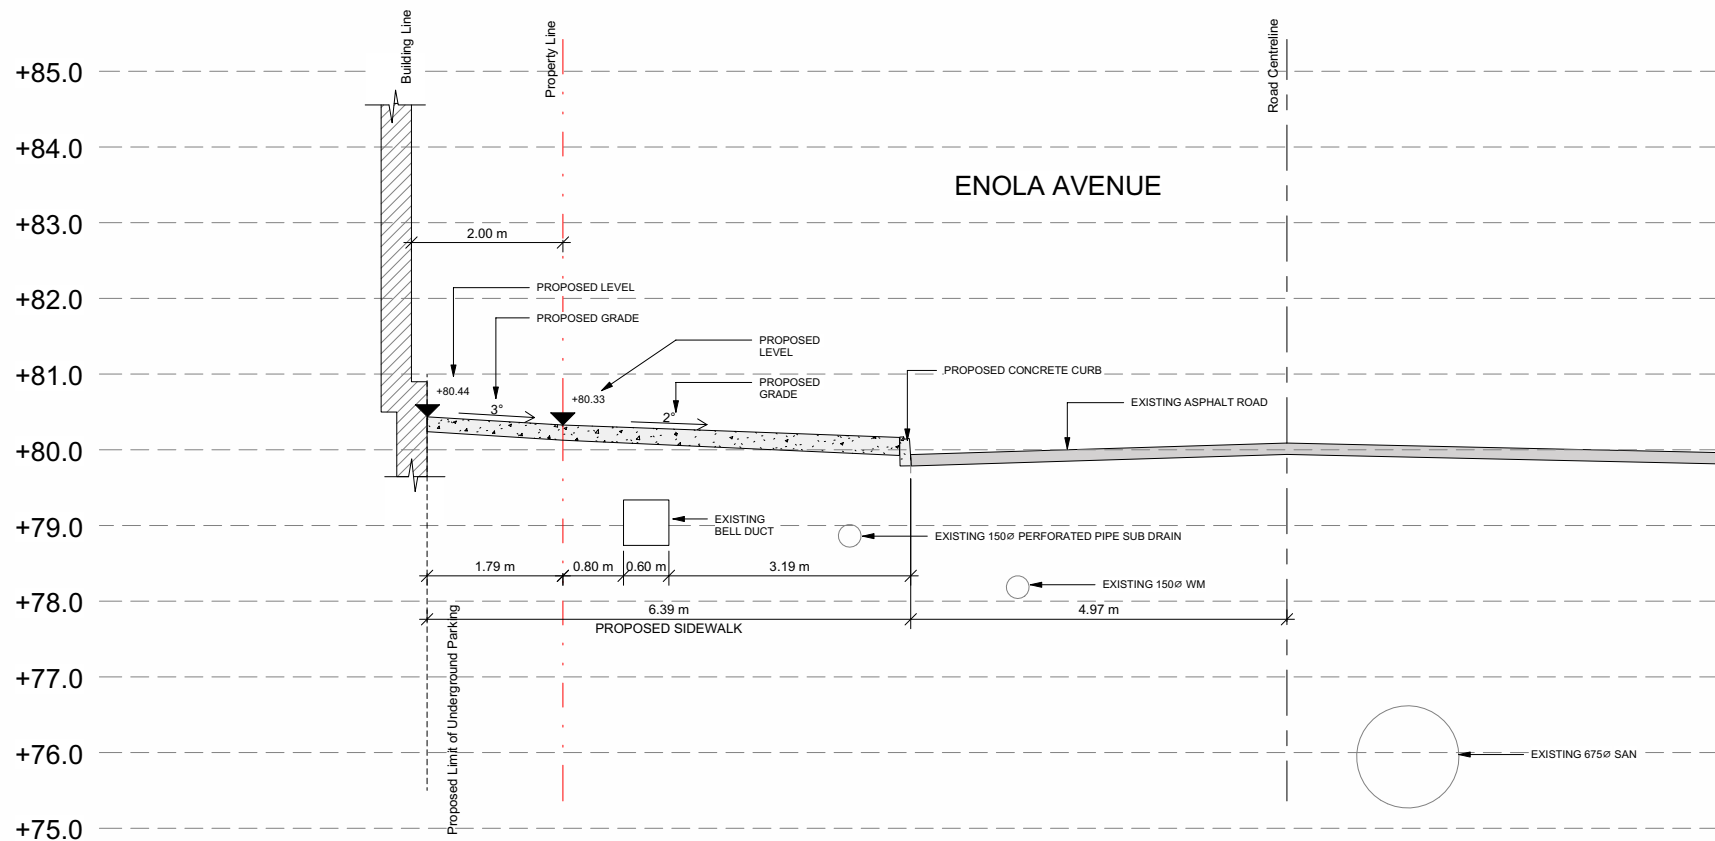 Building Line
Property Line
Road Centreline
+85.0
+84.0
ENOLA AVENUE
+83.0
2.00 m
+82.0
PROPOSED LEVEL
PROPOSED GRADE
PROPOSED
LEVEL
+81.0
+80.44
3°
+80.33
PROPOSED
GRADE
2°
PROPOSED CONCRETE CURB
EXISTING ASPHALT ROAD
+80.0
+79.0
EXISTING
BELL DUCT
EXISTING 150Ø PERFORATED PIPE SUB DRAIN
1.79 m
0.80 m
0.60 m
3.19 m
EXISTING 150Ø WM
+78.0
6.39 m
4.97 m
PROPOSED SIDEWALK
Proposed Limit of Underground Parking
+77.0
+76.0
EXISTING 675Ø SAN
+75.0